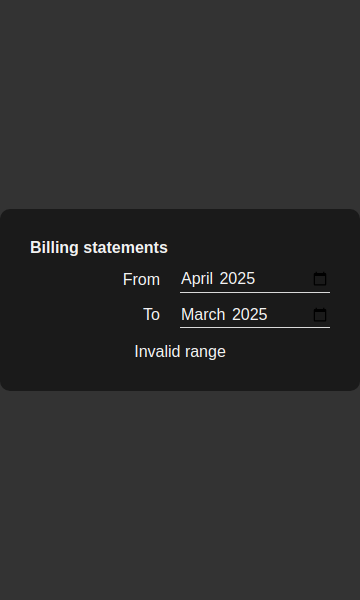 Billing statements
From April 2025
To March 2025
Invalid range